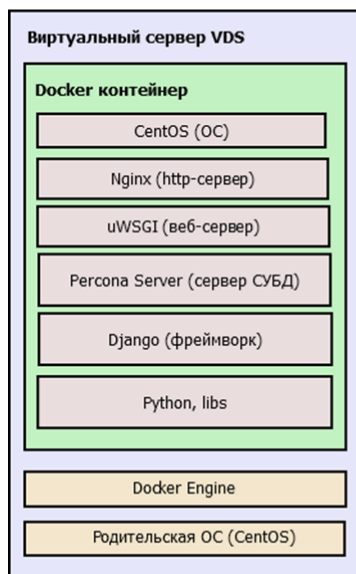 Виртуальный сервер VDS
Docker контейнер
CentOS (ОС)
Nginx (http-сервер)
uWSGI (веб-сервер)
Percona Server (сервер СУБД)
Django (фреймворк)
Python, libs
Docker Engine
Родительская ОС (CentOS)